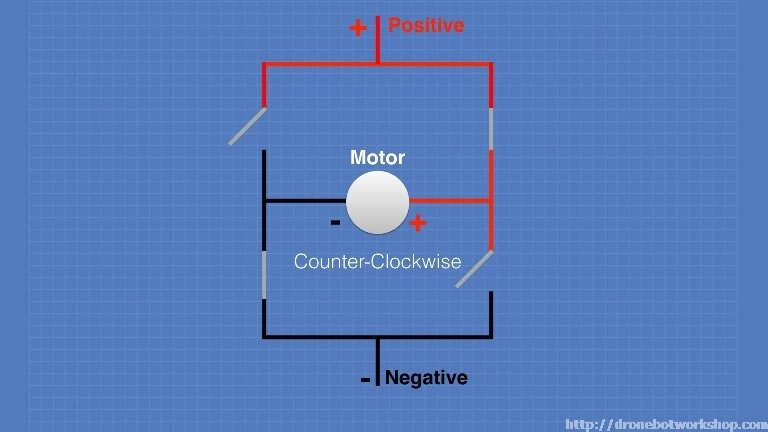 + Positive
Motor
- +
Counter-Clockwise
- Negative
http://dronebotworkshop.com